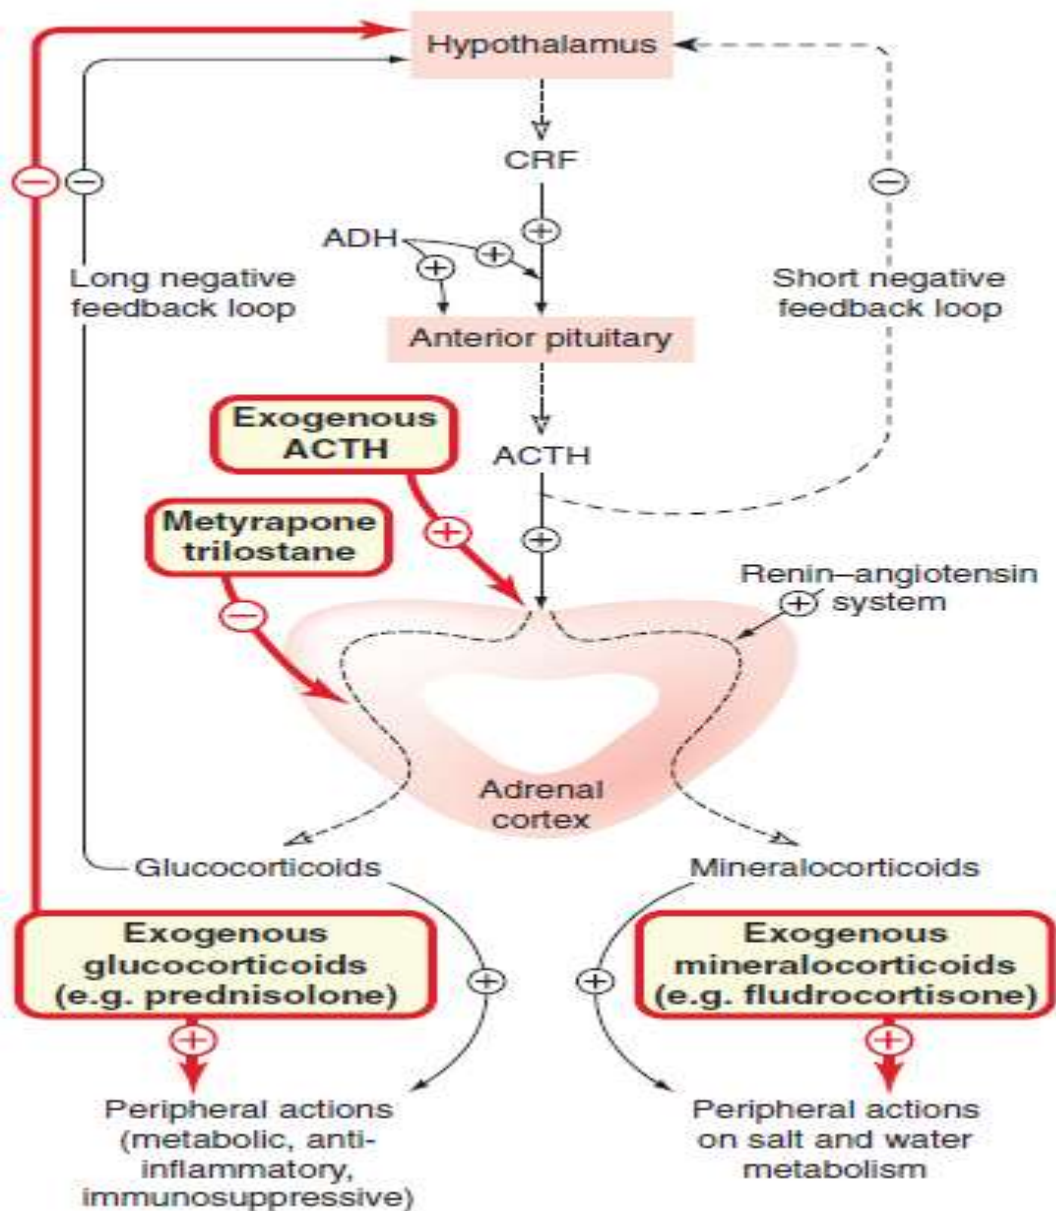 Hypothalamus
CRF
ADH
Long negative
feedback loop
Short negative
feedback loop
Anterior pituitary
Exogenous
ACTH
ACTH
Metyrapone
trilostane
Renin–angiotensin
system
Adrenal
cortex
Glucocorticoids
Mineralocorticoids
Exogenous
glucocorticoids
(e.g. prednisolone)
Exogenous
mineralocorticoids
(e.g. fludrocortisone)
Peripheral actions
(metabolic, anti-
inflammatory,
immunosuppressive)
Peripheral actions
on salt and water
metabolism